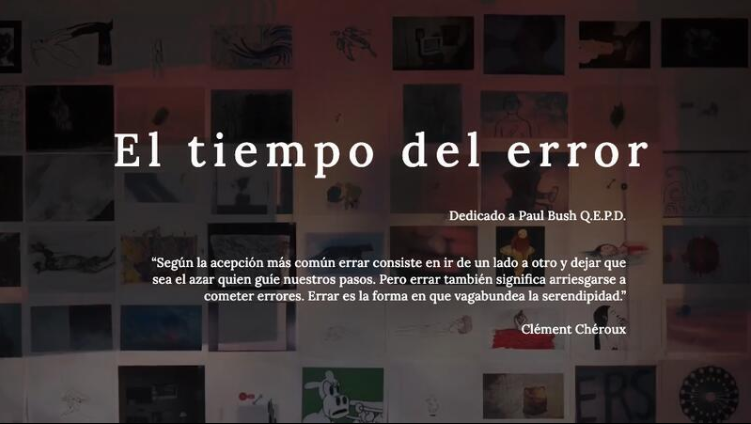 El tiempo del error
Dedicado a Paul Bush Q.E.P.D.
“Según la acepción más común errar consiste en ir de un lado a otro y dejar que
sea el azar quien guíe nuestros pasos. Pero errar también significa arriesgarse a
cometer errores. Errar es la forma en que vagabundea la serendipidad.”
Clément Chéroux
ERS